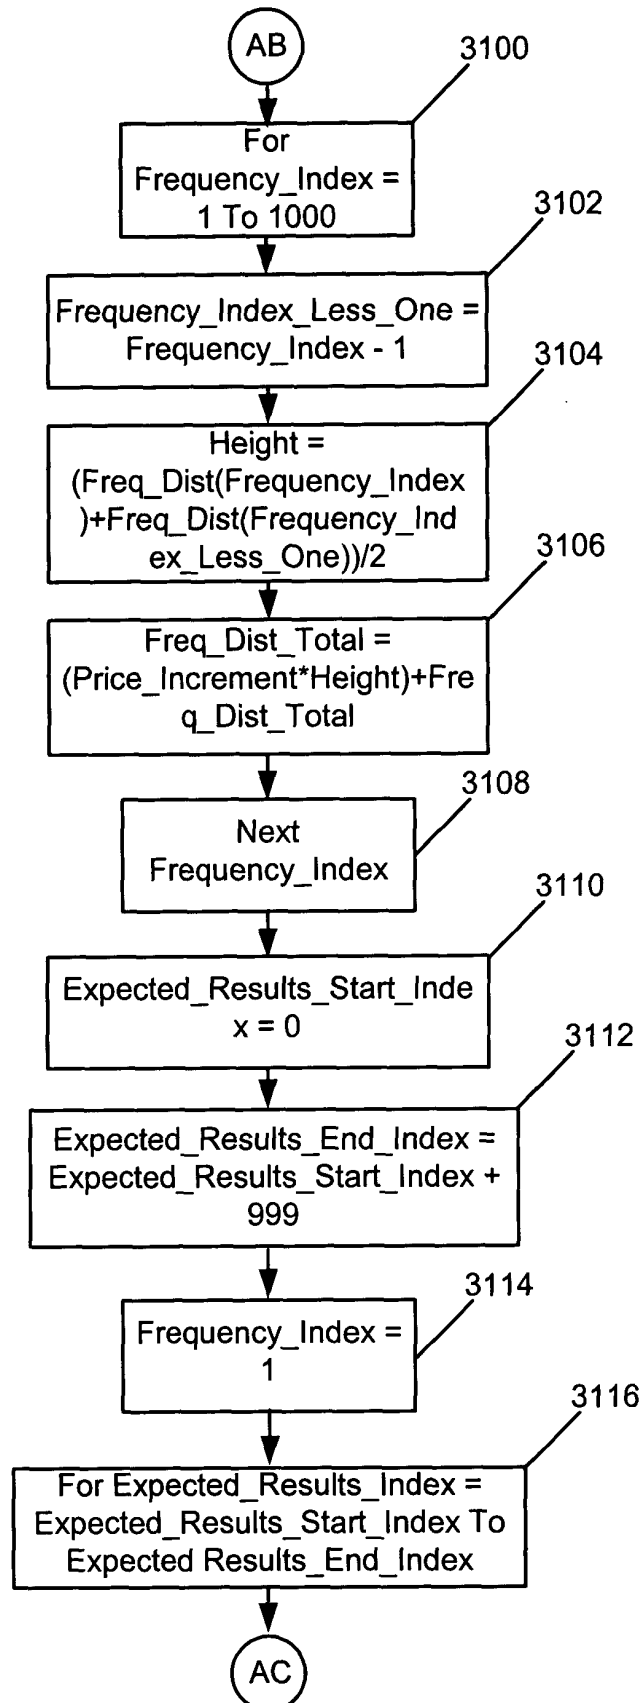 AB
3100
For
Frequency_Index =
1 To 1000
3102
Frequency_Index_Less_One =
Frequency_Index - 1
3104
Height =
(Freq_Dist(Frequency_Index
)+Freq_Dist(Frequency_Ind
ex_Less_One))/2
3106
Freq_Dist_Total =
(Price_Increment*Height)+Fre
q_Dist_Total
3108
Next
Frequency_Index
3110
Expected_Results_Start_Inde
x = 0
3112
Expected_Results_End_Index =
Expected_Results_Start_Index +
999
3114
Frequency_Index =
1
3116
For Expected_Results_Index =
Expected_Results_Start_Index To
Expected Results_End_Index
AC